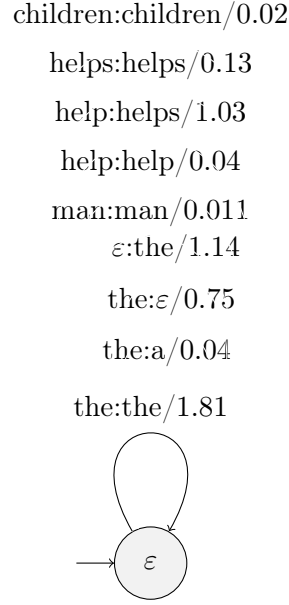 children:children/0.02
helps:helps/0.13
help:helps/1.03
help:help/0.04
man:man/0.011
ε:the/1.14
the:ε/0.75
the:a/0.04
the:the/1.81
ε